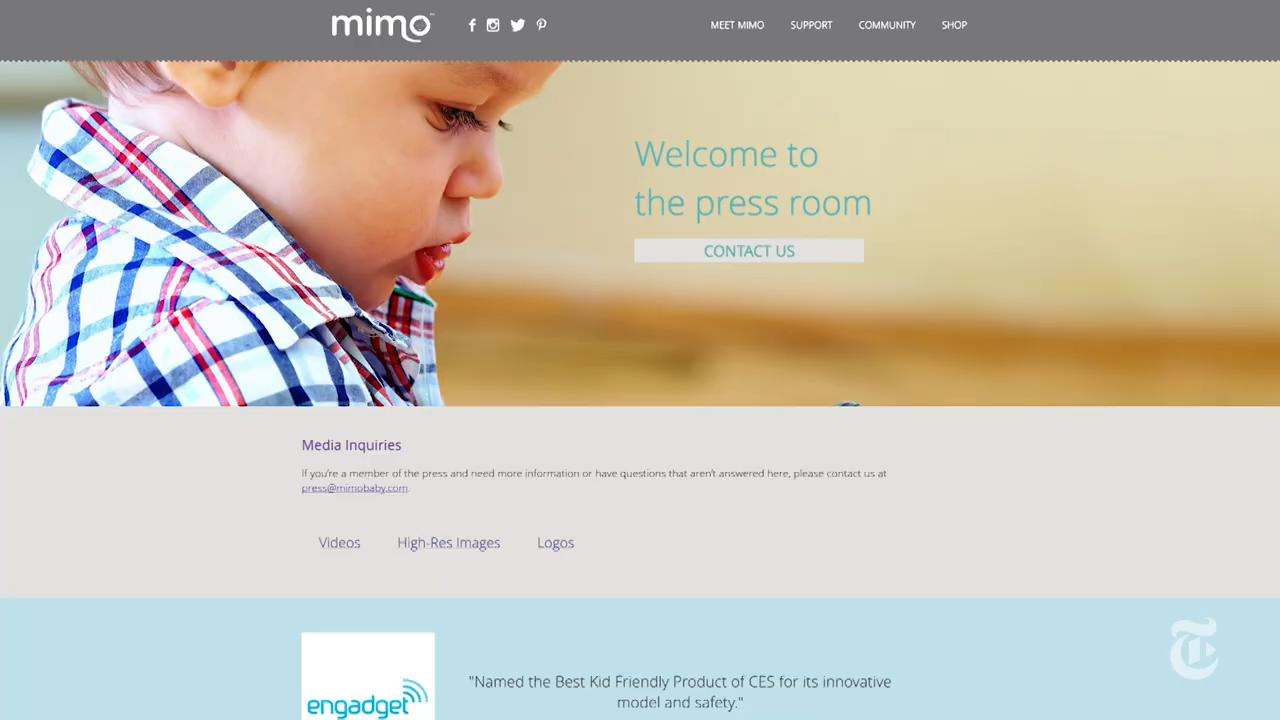 mimo
MEET MIMO SUPPORT COMMUNITY SHOP
Welcome to
the press room
CONTACT US
Media Inquiries
If you're a member of the press and need more information or have questions that aren't answered here, please contact us at
press@mimobaby.com.
Videos High-Res Images Logos
engadget
"Named the Best Kid Friendly Product of CES for its innovative
model and safety."
T